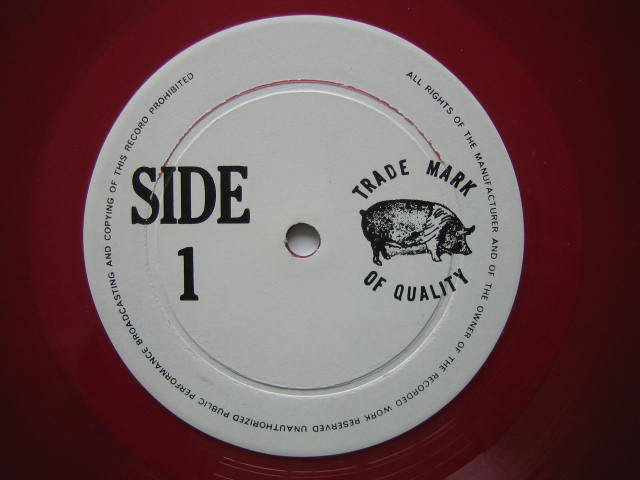 SIDE
1
TRADE MARK
OF QUALITY
ALL RIGHTS OF THE MANUFACTURER AND OF THE OWNER OF THE RECORDED WORK RESERVED UNAUTHORIZED PUBLIC PERFORMANCE BROADCASTING AND COPYING OF THIS RECORD PROHIBITED